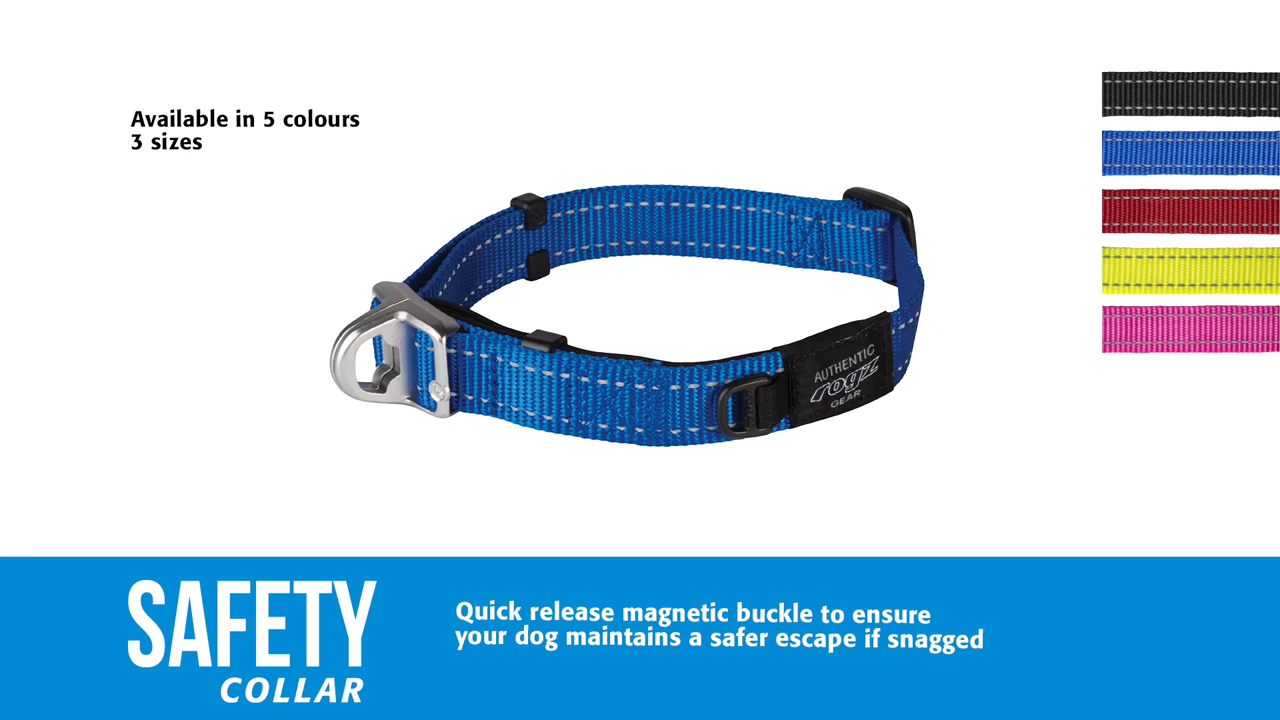 Available in 5 colours
3 sizes
AUTHENTIC
rogz
GEAR
SAFETY
COLLAR
Quick release magnetic buckle to ensure
your dog maintains a safer escape if snagged